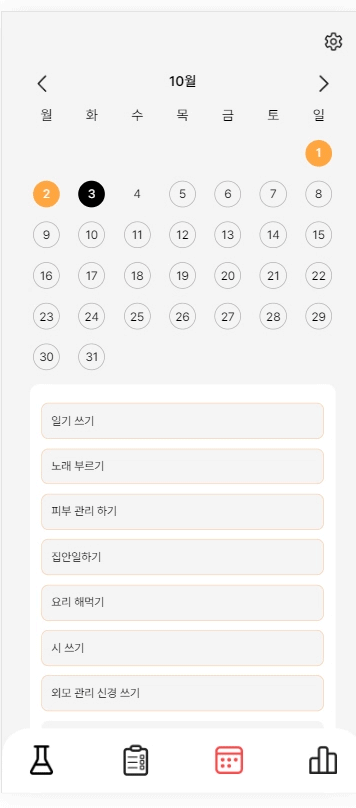 10월
월 화 수 목 금 토 일
1
2 3 4 5 6 7 8
9 10 11 12 13 14 15
16 17 18 19 20 21 22
23 24 25 26 27 28 29
30 31
일기 쓰기
노래 부르기
피부 관리 하기
집안일하기
요리 해먹기
시 쓰기
외모 관리 신경 쓰기